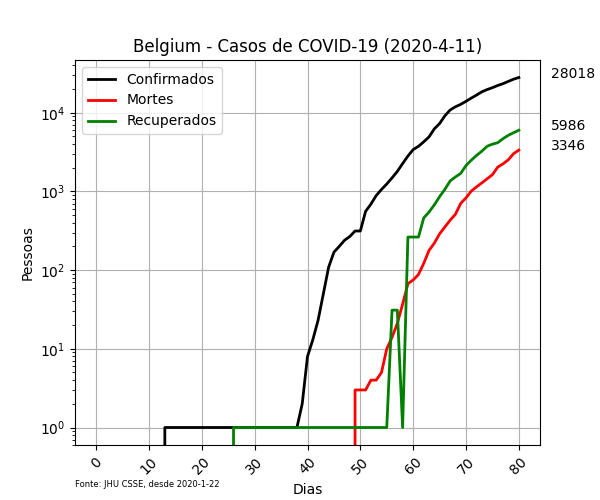 Belgium - Casos de COVID-19 (2020-4-11)
Confirmados
Mortes
Recuperados
28018
5986
3346
10⁴
10³
10²
10¹
10⁰
Pessoas
0 10 20 30 40 50 60 70 80
Dias
Fonte: JHU CSSE, desde 2020-1-22